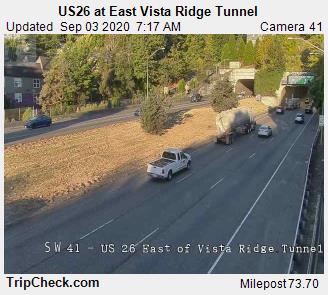 US26 at East Vista Ridge Tunnel
Updated Sep 03 2020 7:17 AM Camera 41
SW 41 - US 26 East of Vista Ridge Tunnel
TripCheck.com Milepost 73.70